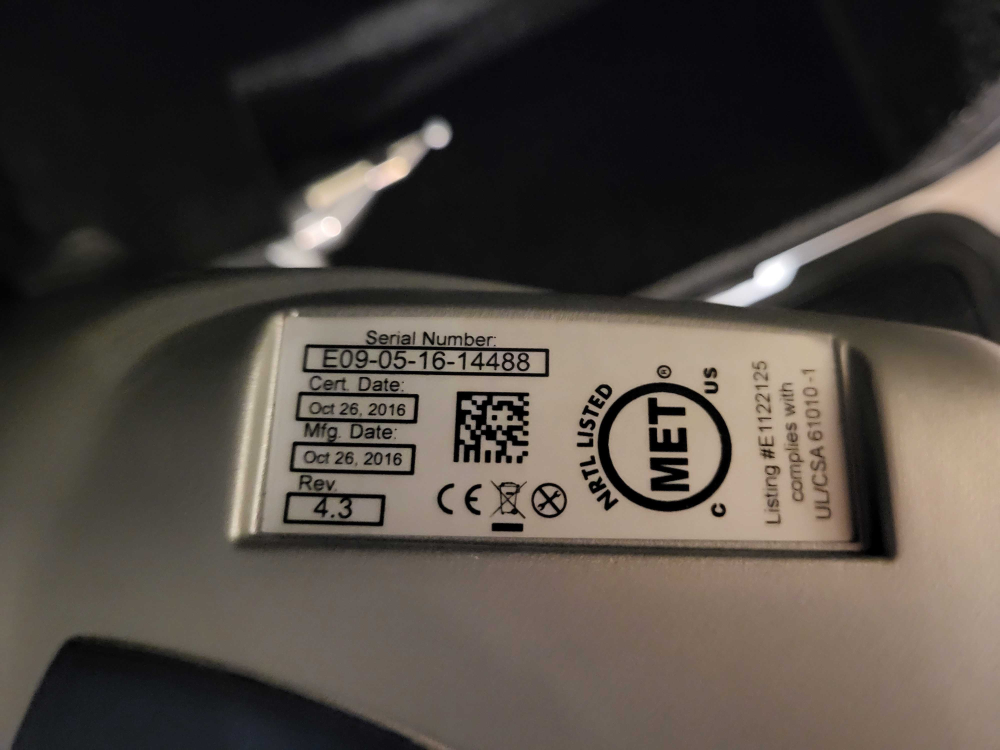 Serial Number:
E09-05-16-14488
Cert. Date:
Oct 26, 2016
Mfg. Date:
Oct 26, 2016
Rev.
4.3
CE
NRTL LISTED
MET
®
C
US
Listing #E1122125
complies with
UL/CSA 61010-1